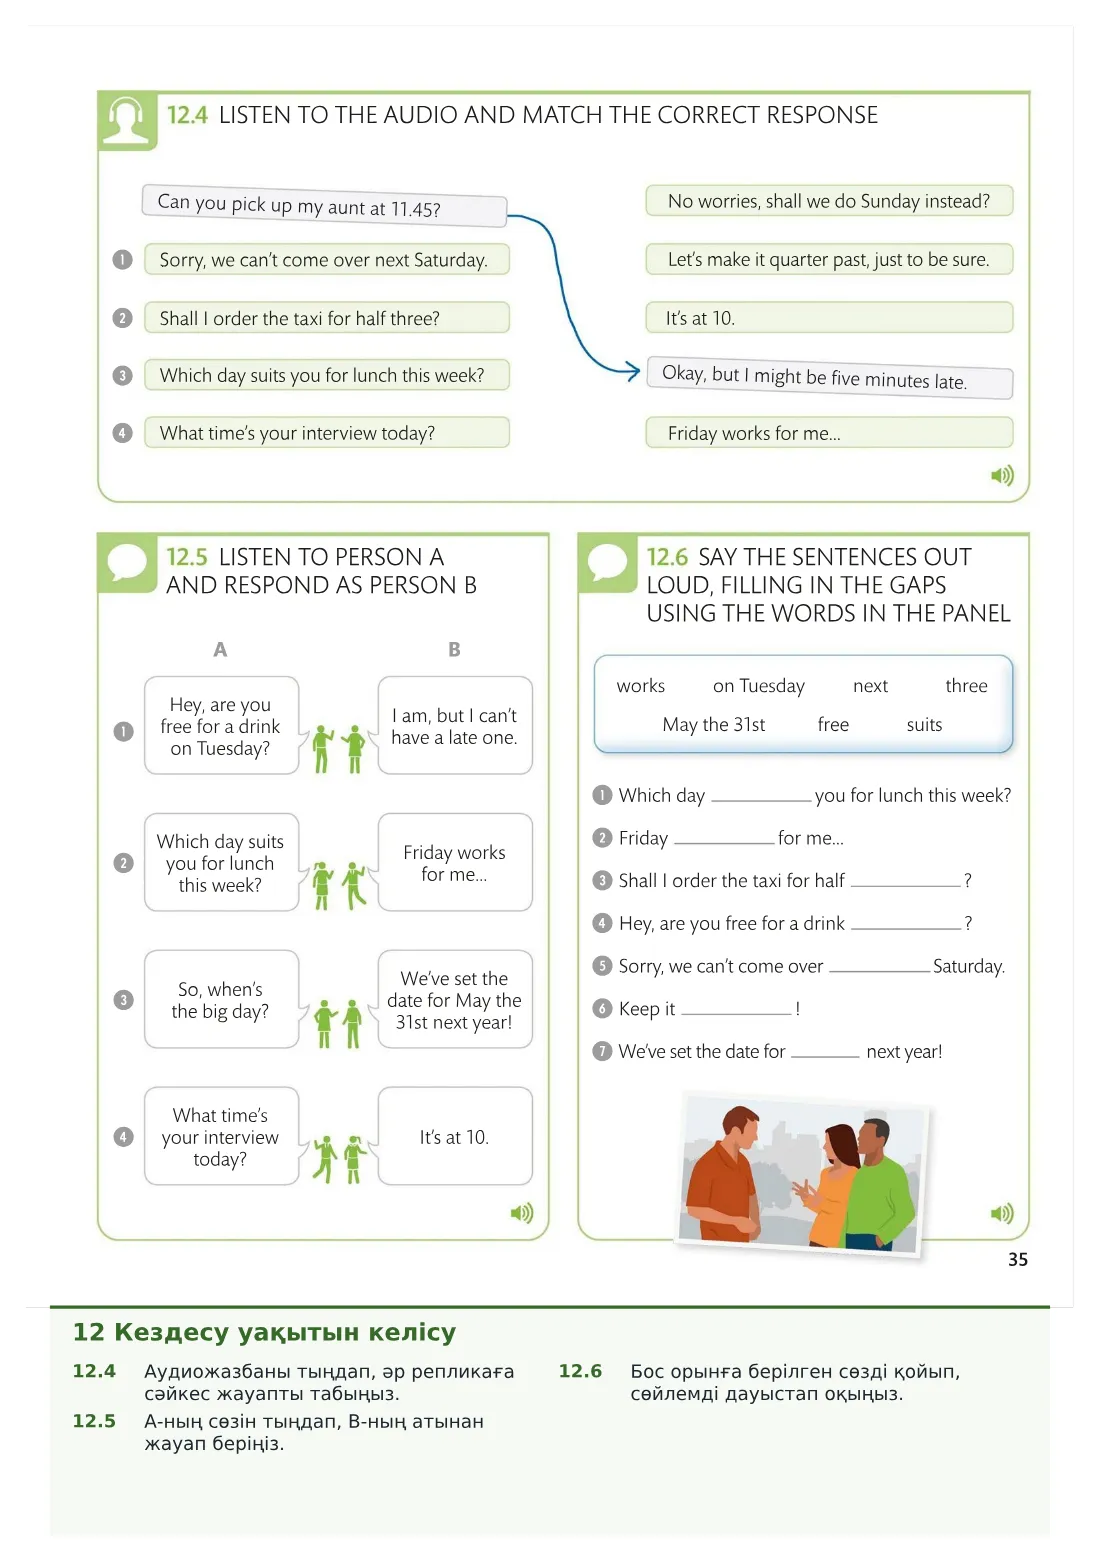 12.4 LISTEN TO THE AUDIO AND MATCH THE CORRECT RESPONSE
Can you pick up my aunt at 11.45?
1 Sorry, we can’t come over next Saturday.
2 Shall I order the taxi for half three?
3 Which day suits you for lunch this week?
4 What time’s your interview today?
No worries, shall we do Sunday instead?
Let’s make it quarter past, just to be sure.
It’s at 10.
Okay, but I might be five minutes late.
Friday works for me...
12.5 LISTEN TO PERSON A
AND RESPOND AS PERSON B
A
B
1
Hey, are you
free for a drink
on Tuesday?
I am, but I can’t
have a late one.
2
Which day suits
you for lunch
this week?
Friday works
for me...
3
So, when’s
the big day?
We’ve set the
date for May the
31st next year!
4
What time’s
your interview
today?
It’s at 10.
12.6 SAY THE SENTENCES OUT
LOUD, FILLING IN THE GAPS
USING THE WORDS IN THE PANEL
works on Tuesday next three
May the 31st free suits
1 Which day __________ you for lunch this week?
2 Friday __________ for me...
3 Shall I order the taxi for half ___________ ?
4 Hey, are you free for a drink ___________ ?
5 Sorry, we can’t come over __________ Saturday.
6 Keep it ___________ !
7 We’ve set the date for _______ next year!
35
12 Кездесу уақытын келісу
12.4 Аудиожазбаны тыңдап, әр репликаға
сәйкес жауапты табыңыз.
12.5 А-ның сөзін тыңдап, В-ның атынан
жауап беріңіз.
12.6 Бос орынға берілген сөзді қойып,
сөйлемді дауыстап оқыңыз.